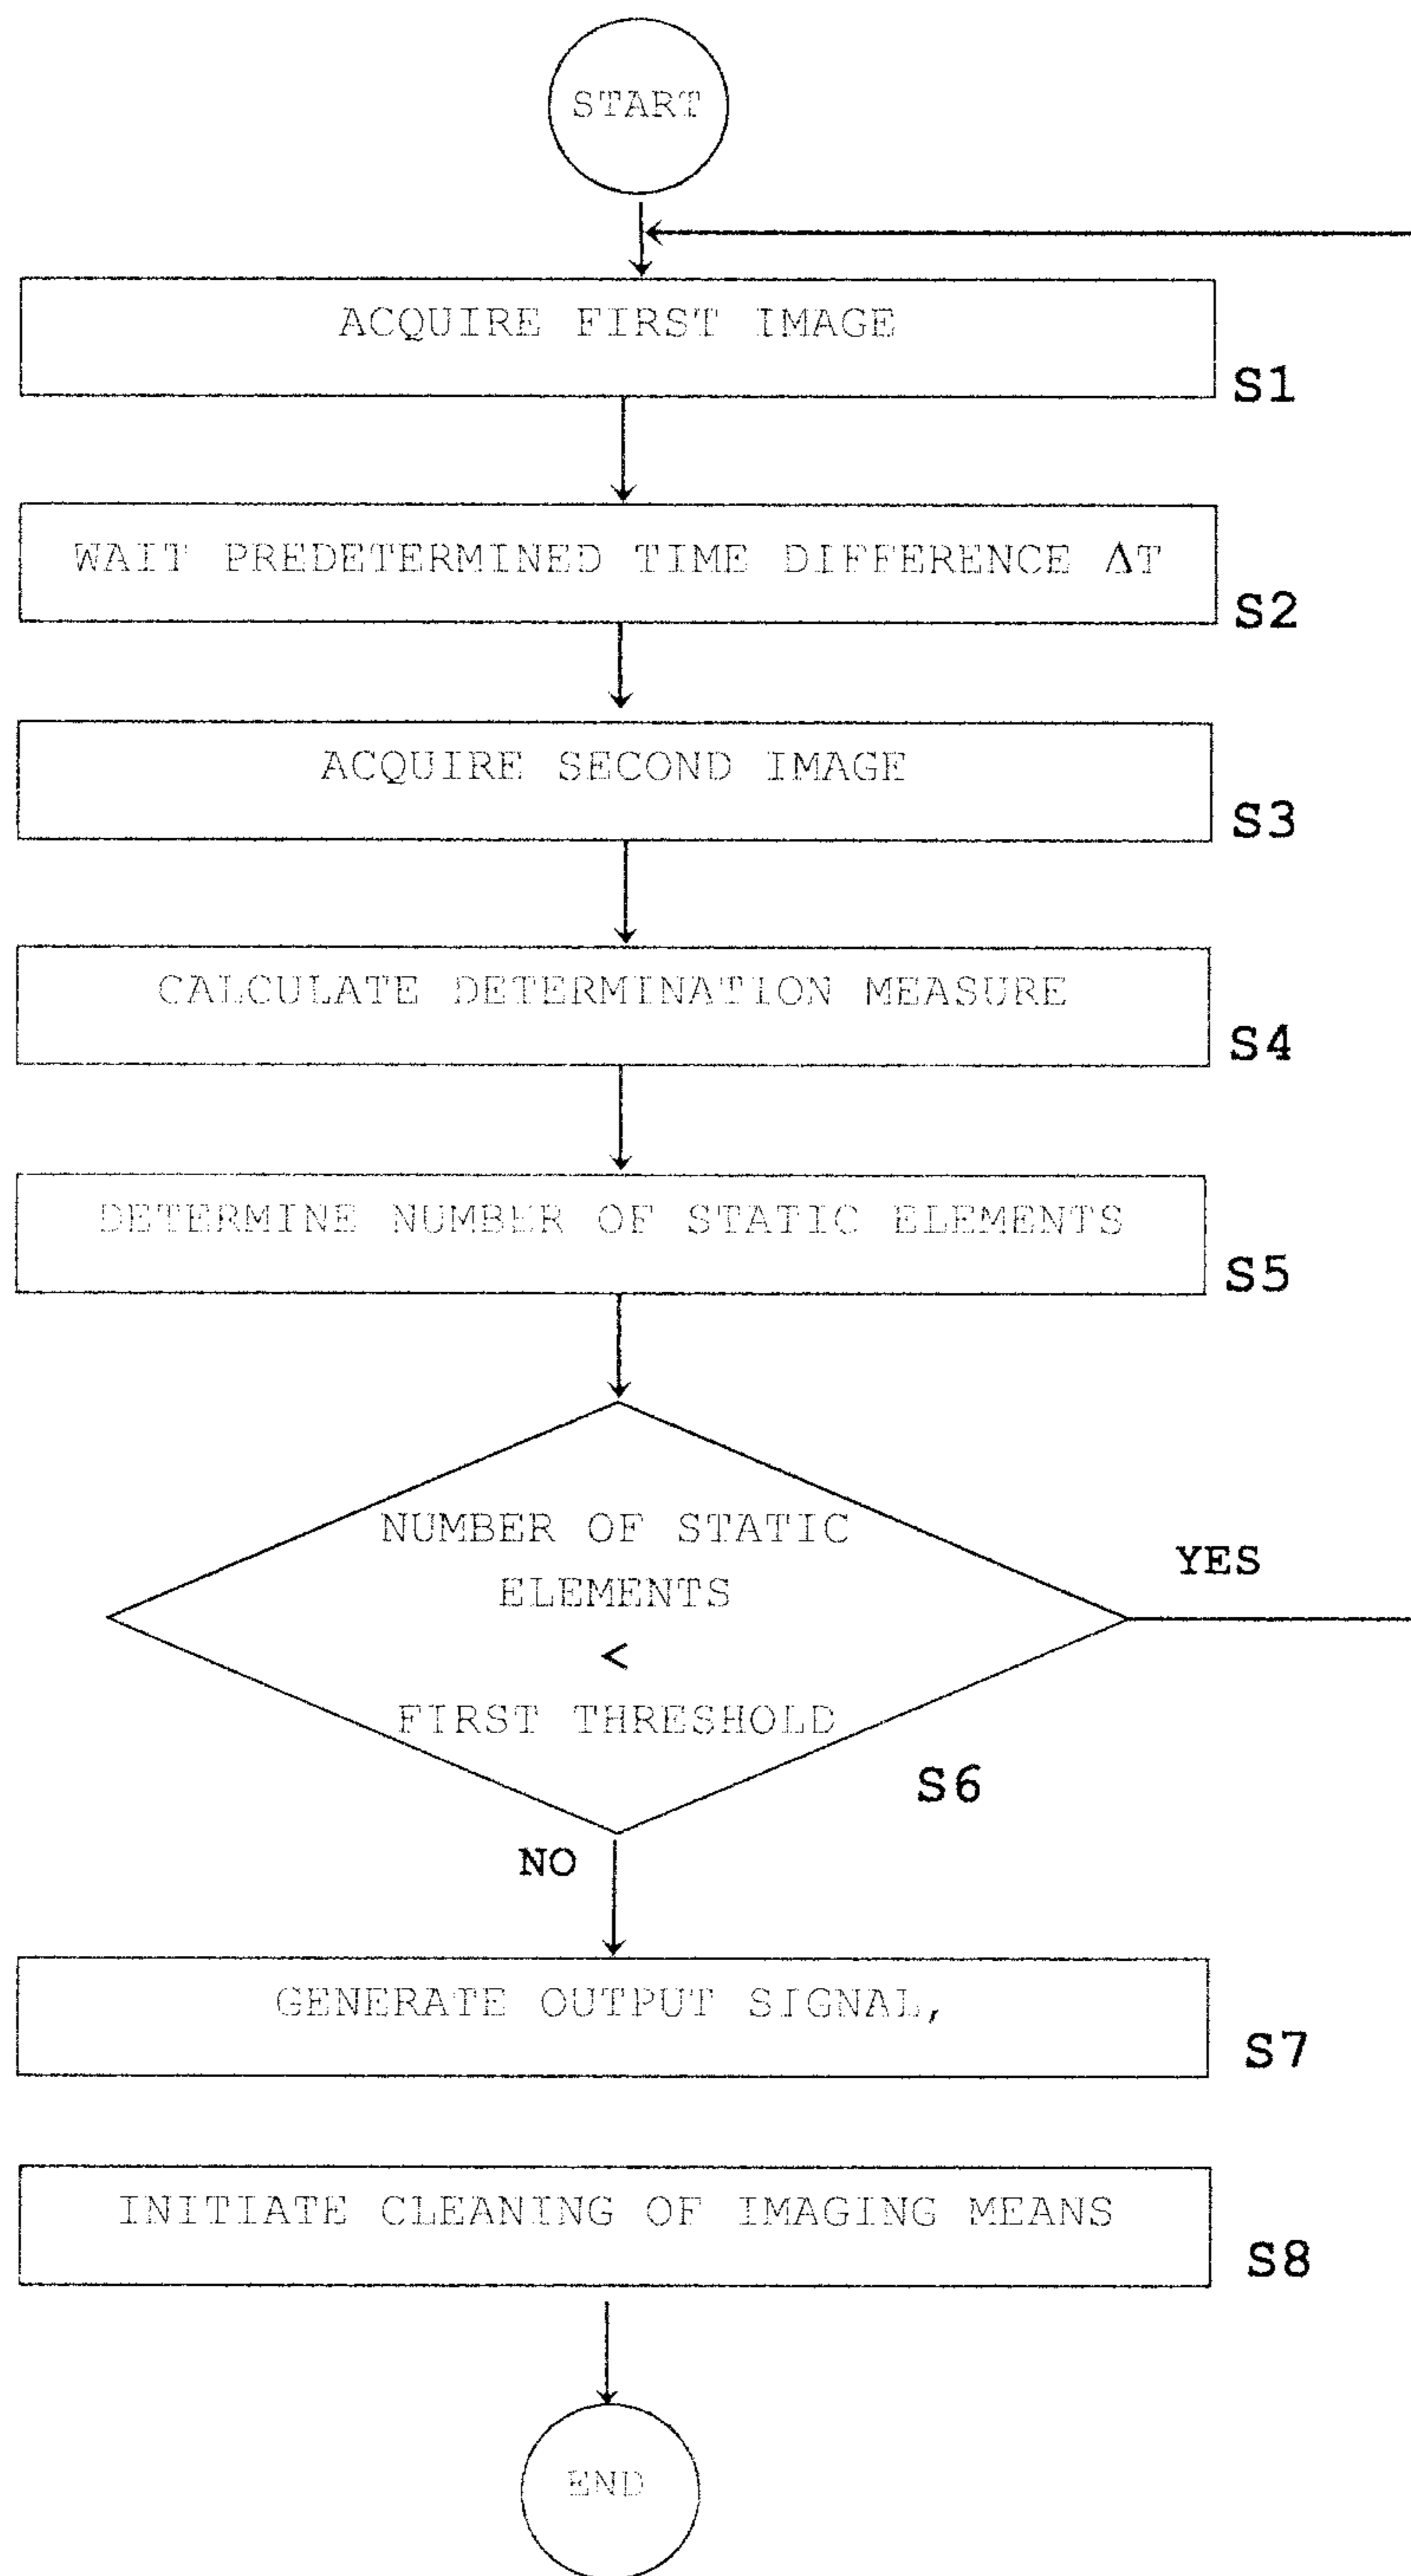 START
ACQUIRE FIRST IMAGE
S1
WAIT PREDETERMINED TIME DIFFERENCE ΔT
S2
ACQUIRE SECOND IMAGE
S3
CALCULATE DETERMINATION MEASURE
S4
DETERMINE NUMBER OF STATIC ELEMENTS
S5
NUMBER OF STATIC
ELEMENTS
<
FIRST THRESHOLD
YES
S6
NO
GENERATE OUTPUT SIGNAL,
S7
INITIATE CLEANING OF IMAGING MEANS
S8
END